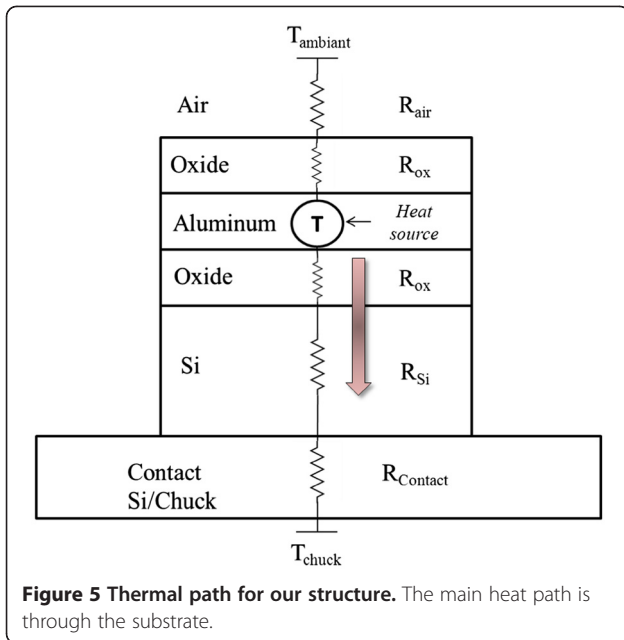 T_ambiant
Air R_air
Oxide R_ox
Aluminum T Heat
source
Oxide R_ox
Si R_Si
Contact R_Contact
Si/Chuck
T_chuck
Figure 5 Thermal path for our structure. The main heat path is
through the substrate.